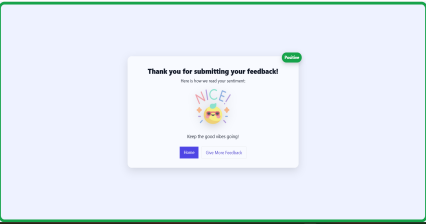 Positive
Thank you for submitting your feedback!
Here is how we read your sentiment:
NICE!
Keep the good vibes going!
Home Give More Feedback